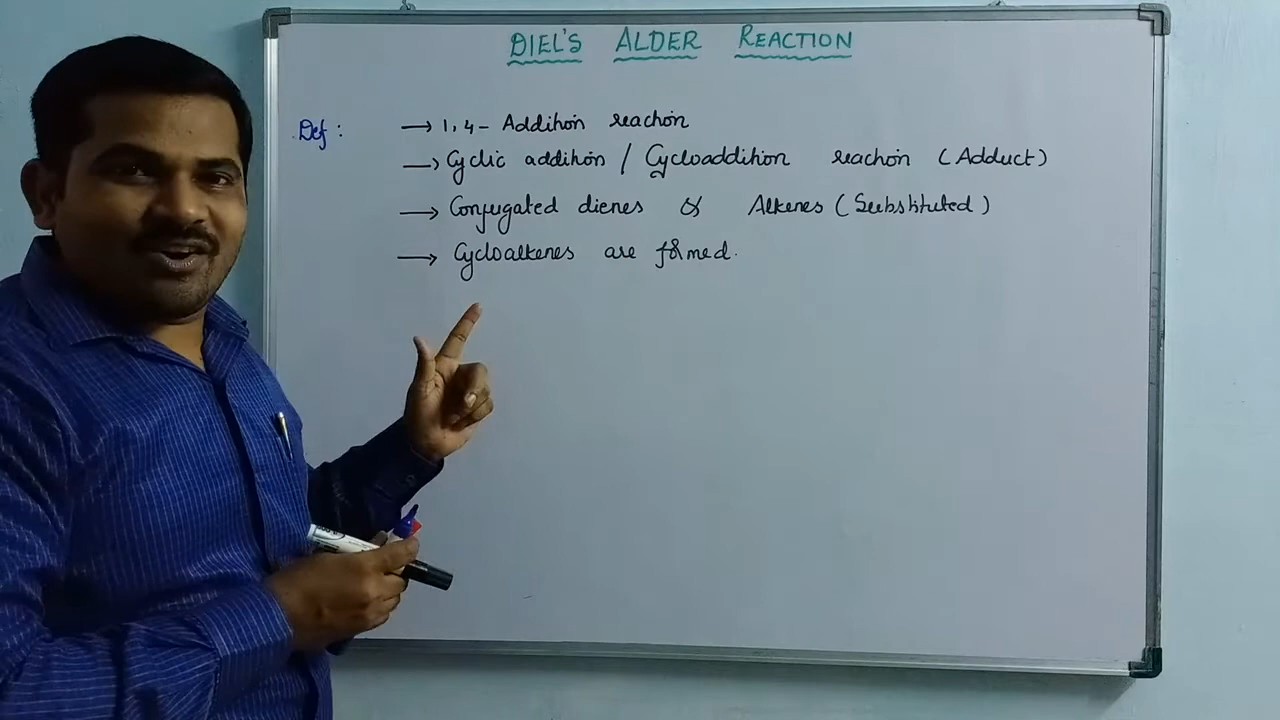 DIEL'S ALDER REACTION
Def : → 1,4- Addition reaction
→ Cyclic addition / Cycloaddition reaction (Adduct)
→ Conjugated dienes & Alkenes (Substituted)
→ Cycloalkenes are formed.